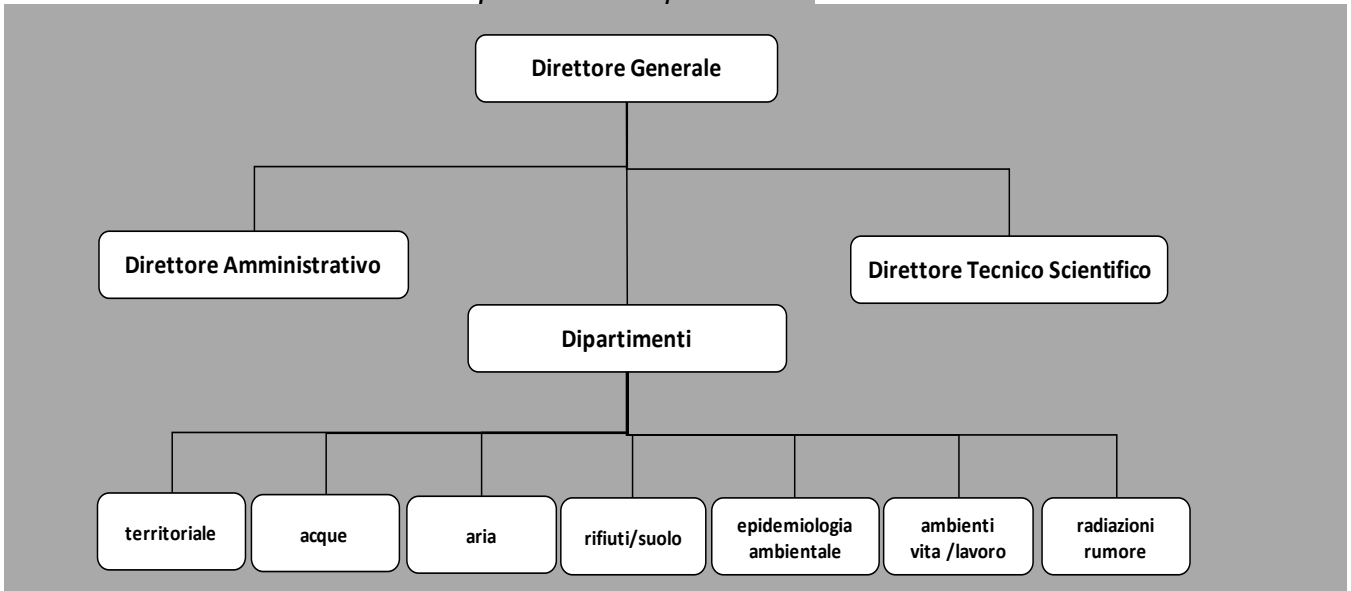 Direttore Generale
Direttore Amministrativo
Direttore Tecnico Scientifico
Dipartimenti
territoriale
acque
aria
rifiuti/suolo
epidemiologia
ambientale
ambienti
vita /lavoro
radiazioni
rumore